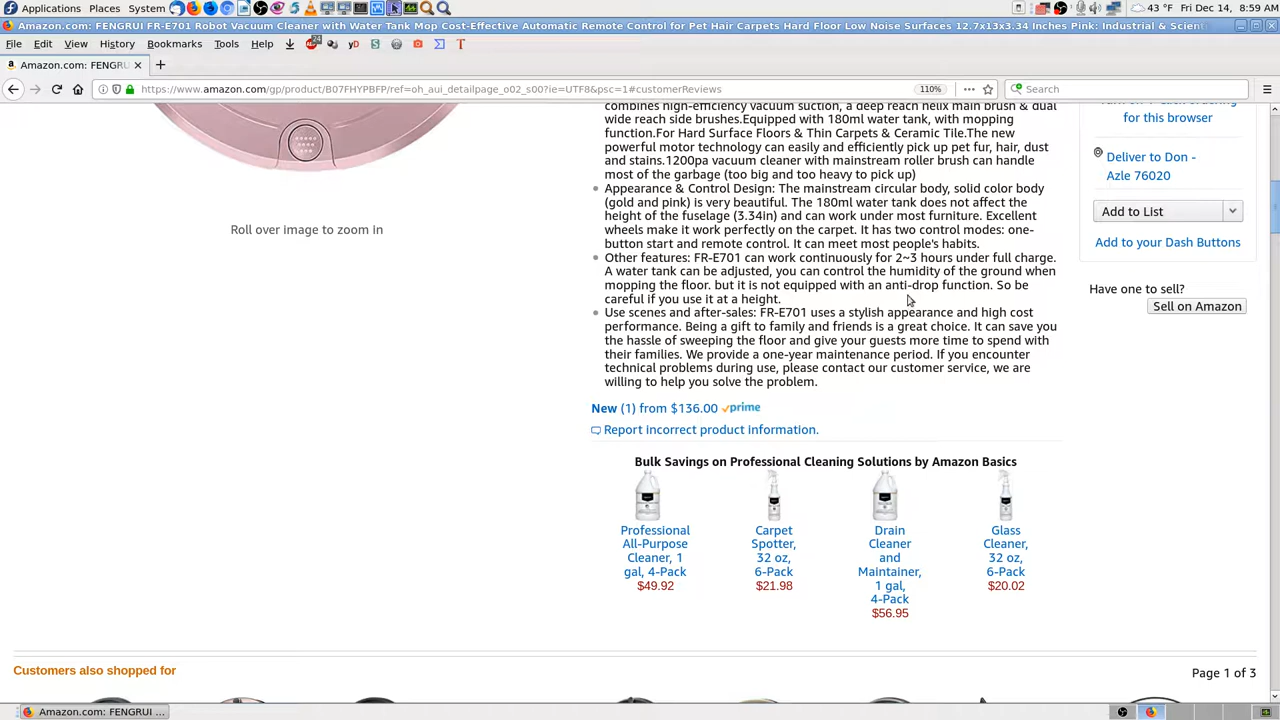 Applications Places System 43 °F Fri Dec 14, 8:59 AM
Amazon.com: FENGRUI FR-E701 Robot Vacuum Cleaner with Water Tank Mop Cost-Effective Automatic Remote Control for Pet Hair Carpets Hard Floor Low Noise Surfaces 12.7x13x3.34 Inches Pink: Industrial & Scien
File Edit View History Bookmarks Tools Help
Amazon.com: FENGRU
https://www.amazon.com/gp/product/B07FHYPBFP/ref=oh_aui_detailpage_o02_s00?ie=UTF8&psc=1#customerReviews 110% Search
combines high-efficiency vacuum suction, a deep reach helix main brush & dual
wide reach side brushes.Equipped with 180ml water tank, with mopping
function.For Hard Surface Floors & Thin Carpets & Ceramic Tile.The new
powerful motor technology can easily and efficiently pick up pet fur, hair, dust
and stains.1200pa vacuum cleaner with mainstream roller brush can handle
most of the garbage (too big and too heavy to pick up)
Appearance & Control Design: The mainstream circular body, solid color body
(gold and pink) is very beautiful. The 180ml water tank does not affect the
height of the fuselage (3.34in) and can work under most furniture. Excellent
wheels make it work perfectly on the carpet. It has two control modes: one-
button start and remote control. It can meet most people's habits.
Other features: FR-E701 can work continuously for 2~3 hours under full charge.
A water tank can be adjusted, you can control the humidity of the ground when
mopping the floor. but it is not equipped with an anti-drop function. So be
careful if you use it at a height.
Use scenes and after-sales: FR-E701 uses a stylish appearance and high cost
performance. Being a gift to family and friends is a great choice. It can save you
the hassle of sweeping the floor and give your guests more time to spend with
their families. We provide a one-year maintenance period. If you encounter
technical problems during use, please contact our customer service, we are
willing to help you solve the problem.
Roll over image to zoom in
New (1) from $136.00 prime
Report incorrect product information.
for this browser
Deliver to Don -
Azle 76020
Add to List
Add to your Dash Buttons
Have one to sell?
Sell on Amazon
Bulk Savings on Professional Cleaning Solutions by Amazon Basics
Professional
All-Purpose
Cleaner, 1
gal, 4-Pack
$49.92
Carpet
Spotter,
32 oz,
6-Pack
$21.98
Drain
Cleaner
and
Maintainer,
1 gal,
4-Pack
$56.95
Glass
Cleaner,
32 oz,
6-Pack
$20.02
Customers also shopped for
Page 1 of 3
Amazon.com: FENGRUI ...